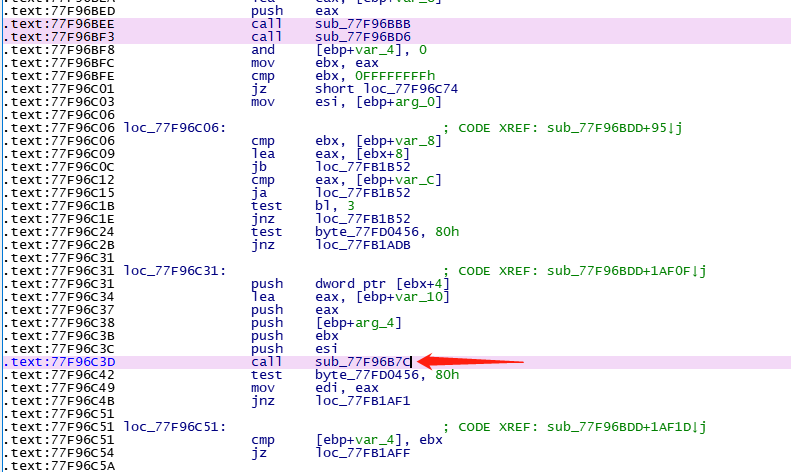 .text:77F96BED push eax
.text:77F96BEE call sub_77F96BBB
.text:77F96BF3 call sub_77F96BD6
.text:77F96BF8 and [ebp+var_4], 0
.text:77F96BFC mov ebx, eax
.text:77F96BFE cmp ebx, 0FFFFFFFFh
.text:77F96C01 jz short loc_77F96C74
.text:77F96C03 mov esi, [ebp+arg_0]
.text:77F96C06
.text:77F96C06 loc_77F96C06: ; CODE XREF: sub_77F96BDD+95↓j
.text:77F96C06 cmp ebx, [ebp+var_8]
.text:77F96C09 lea eax, [ebx+8]
.text:77F96C0C jb loc_77FB1B52
.text:77F96C12 cmp eax, [ebp+var_C]
.text:77F96C15 ja loc_77FB1B52
.text:77F96C1B test bl, 3
.text:77F96C1E jnz loc_77FB1B52
.text:77F96C24 test byte_77FD0456, 80h
.text:77F96C2B jnz loc_77FB1ADB
.text:77F96C31
.text:77F96C31 loc_77F96C31: ; CODE XREF: sub_77F96BDD+1AF0F↓j
.text:77F96C31 push dword ptr [ebx+4]
.text:77F96C34 lea eax, [ebp+var_10]
.text:77F96C37 push eax
.text:77F96C38 push [ebp+arg_4]
.text:77F96C3B push ebx
.text:77F96C3C push esi
.text:77F96C3D call sub_77F96B7C
.text:77F96C42 test byte_77FD0456, 80h
.text:77F96C49 mov edi, eax
.text:77F96C4B jnz loc_77FB1AF1
.text:77F96C51
.text:77F96C51 loc_77F96C51: ; CODE XREF: sub_77F96BDD+1AF1D↓j
.text:77F96C51 cmp [ebp+var_4], ebx
.text:77F96C54 jz loc_77FB1AFF
.text:77F96C5A